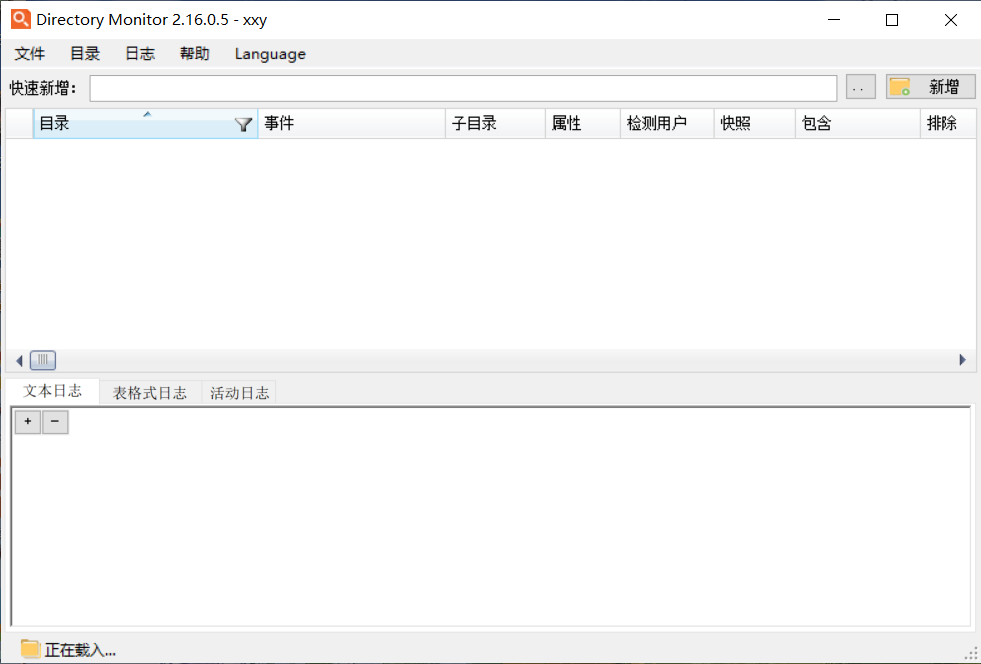 Directory Monitor 2.16.0.5 - xxy
文件 目录 日志 帮助 Language
快速新增： .. 新增
目录 事件 子目录 属性 检测用户 快照 包含 排除
文本日志 表格式日志 活动日志
+ −
正在载入...